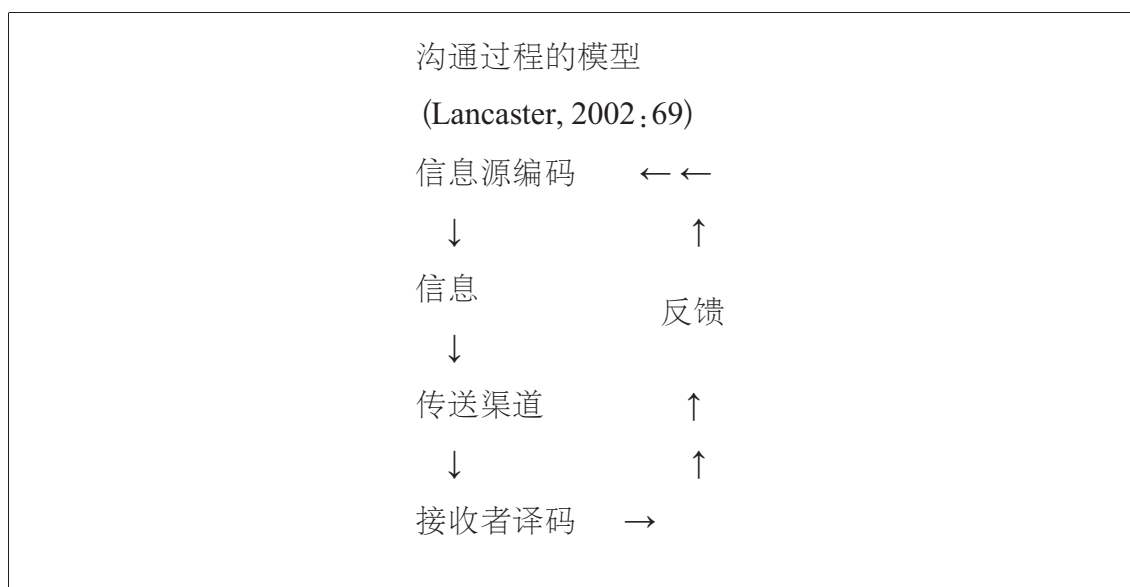 沟通过程的模型
(Lancaster, 2002:69)
信息源编码 ← ←
↓ ↑
信息
反馈
↓
传送渠道 ↑
↓ ↑
接收者译码 →